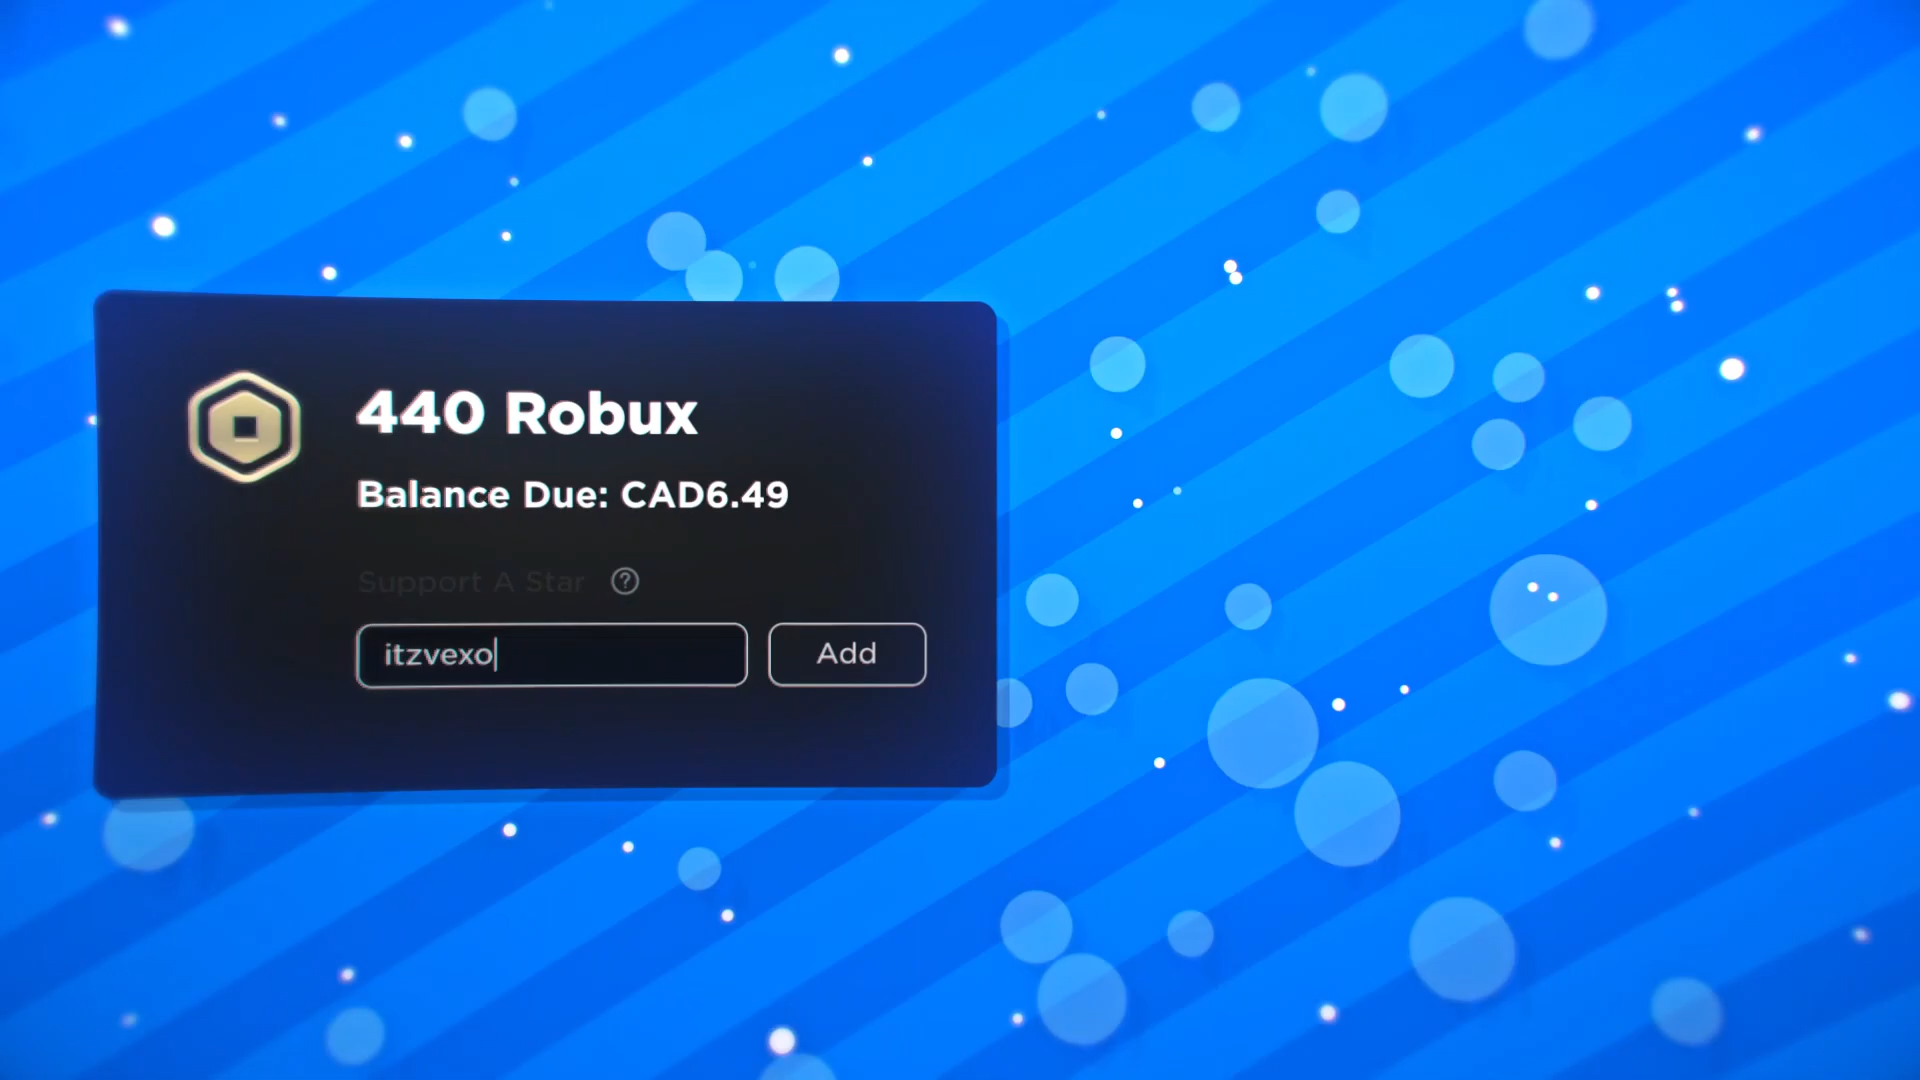 440 Robux
Balance Due: CAD6.49
Support A Star ?
itzvexo
Add